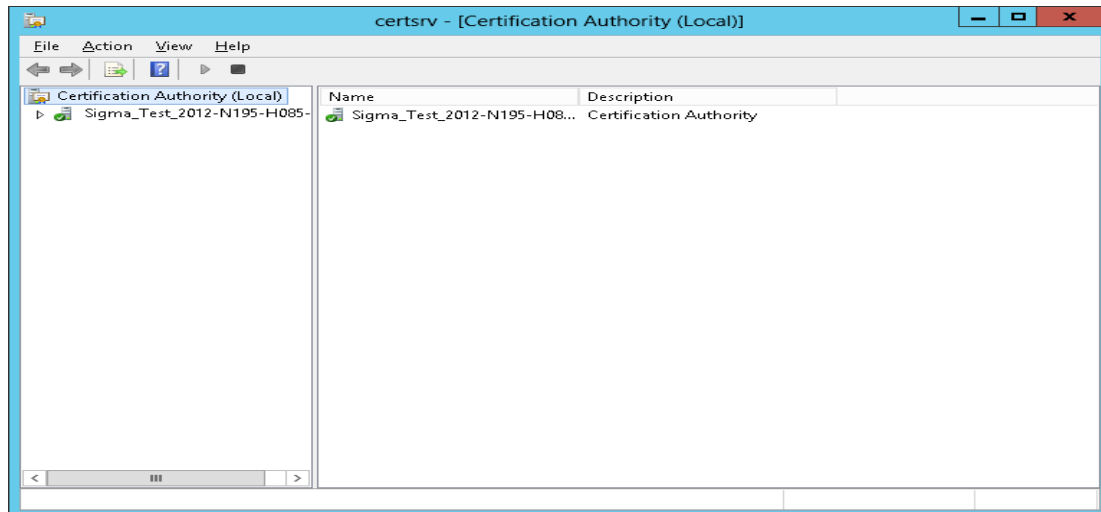 certsrv - [Certification Authority (Local)]
File Action View Help
Certification Authority (Local)
Sigma_Test_2012-N195-H085-
Name Description
Sigma_Test_2012-N195-H08... Certification Authority